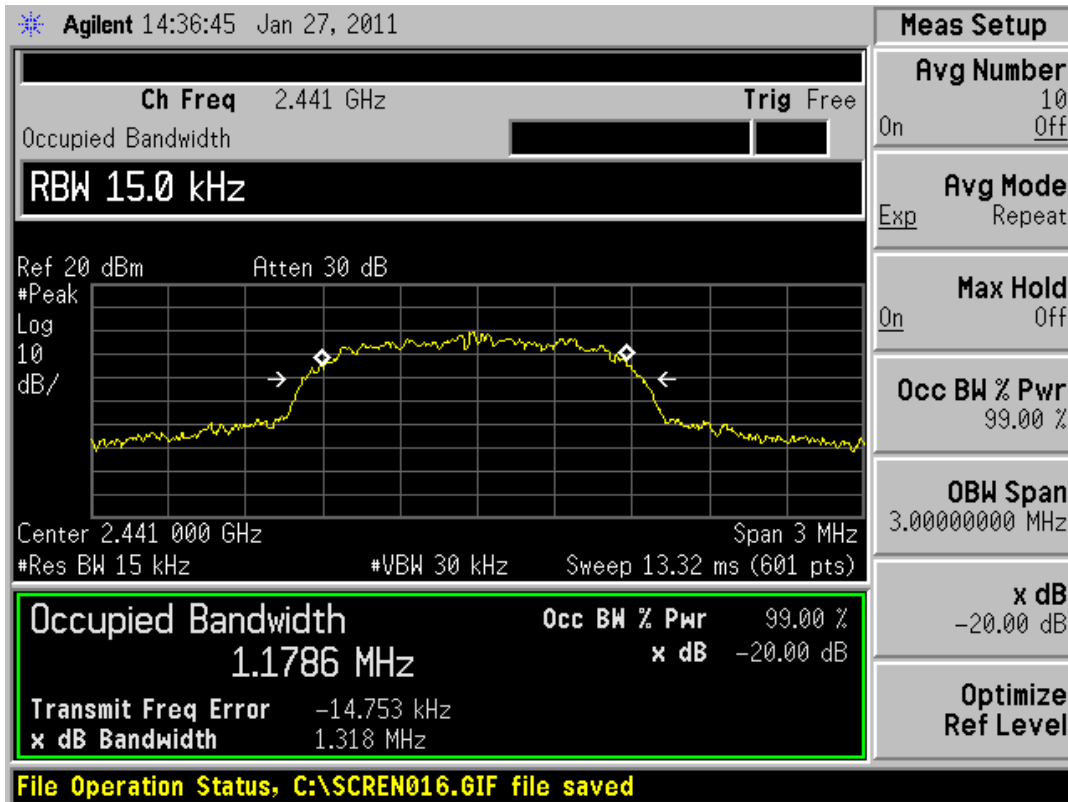 Agilent 14:36:45 Jan 27, 2011
Ch Freq 2.441 GHz Trig Free
Occupied Bandwidth
RBW 15.0 kHz
Ref 20 dBm Atten 30 dB
#Peak
Log
10
dB/
Center 2.441 000 GHz Span 3 MHz
#Res BW 15 kHz #VBW 30 kHz Sweep 13.32 ms (601 pts)
Occupied Bandwidth
1.1786 MHz
Occ BW % Pwr 99.00 %
x dB -20.00 dB
Transmit Freq Error -14.753 kHz
x dB Bandwidth 1.318 MHz
File Operation Status, C:\SCREN016.GIF file saved
Meas Setup
Avg Number
10
On Off
Avg Mode
Exp Repeat
Max Hold
On Off
Occ BW % Pwr
99.00 %
OBW Span
3.00000000 MHz
x dB
-20.00 dB
Optimize
Ref Level